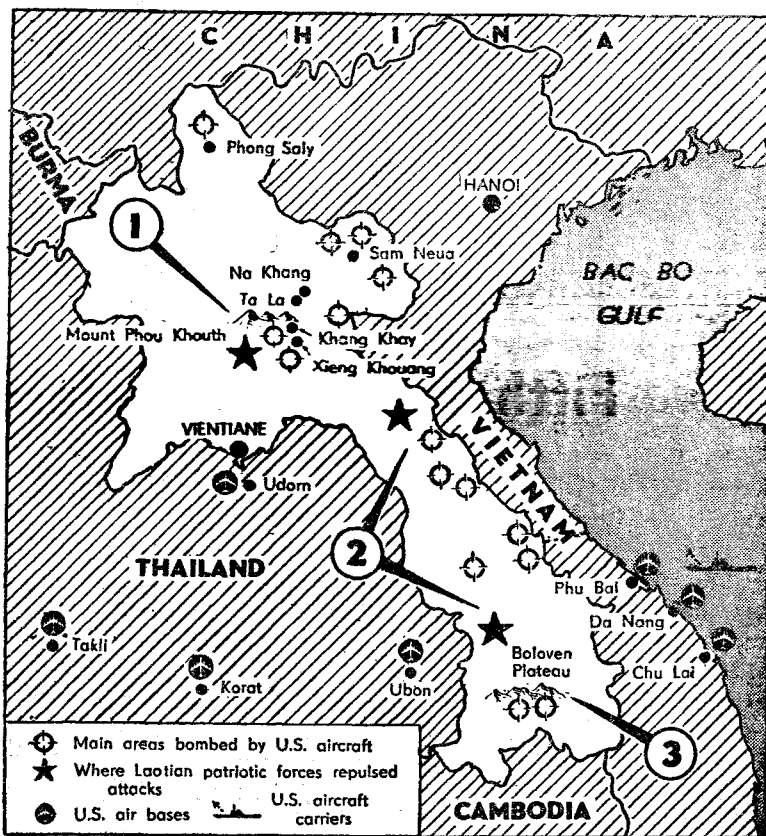 C H I N A
BURMA
Phong Saly
HANOI
1
Na Khang
Sam Neua
Ta La
BAC BO
GULF
Mount Phou Khouth
Khang Khay
Xieng Khouang
VIENTIANE
VIETNAM
Udorn
2
THAILAND
Phu Bai
Da Nang
Takli
Korat
Ubon
Boloven
Plateau
Chu Lai
3
Main areas bombed by U.S. aircraft
Where Laotian patriotic forces repulsed
attacks
U.S. air bases
U.S. aircraft
carriers
CAMBODIA